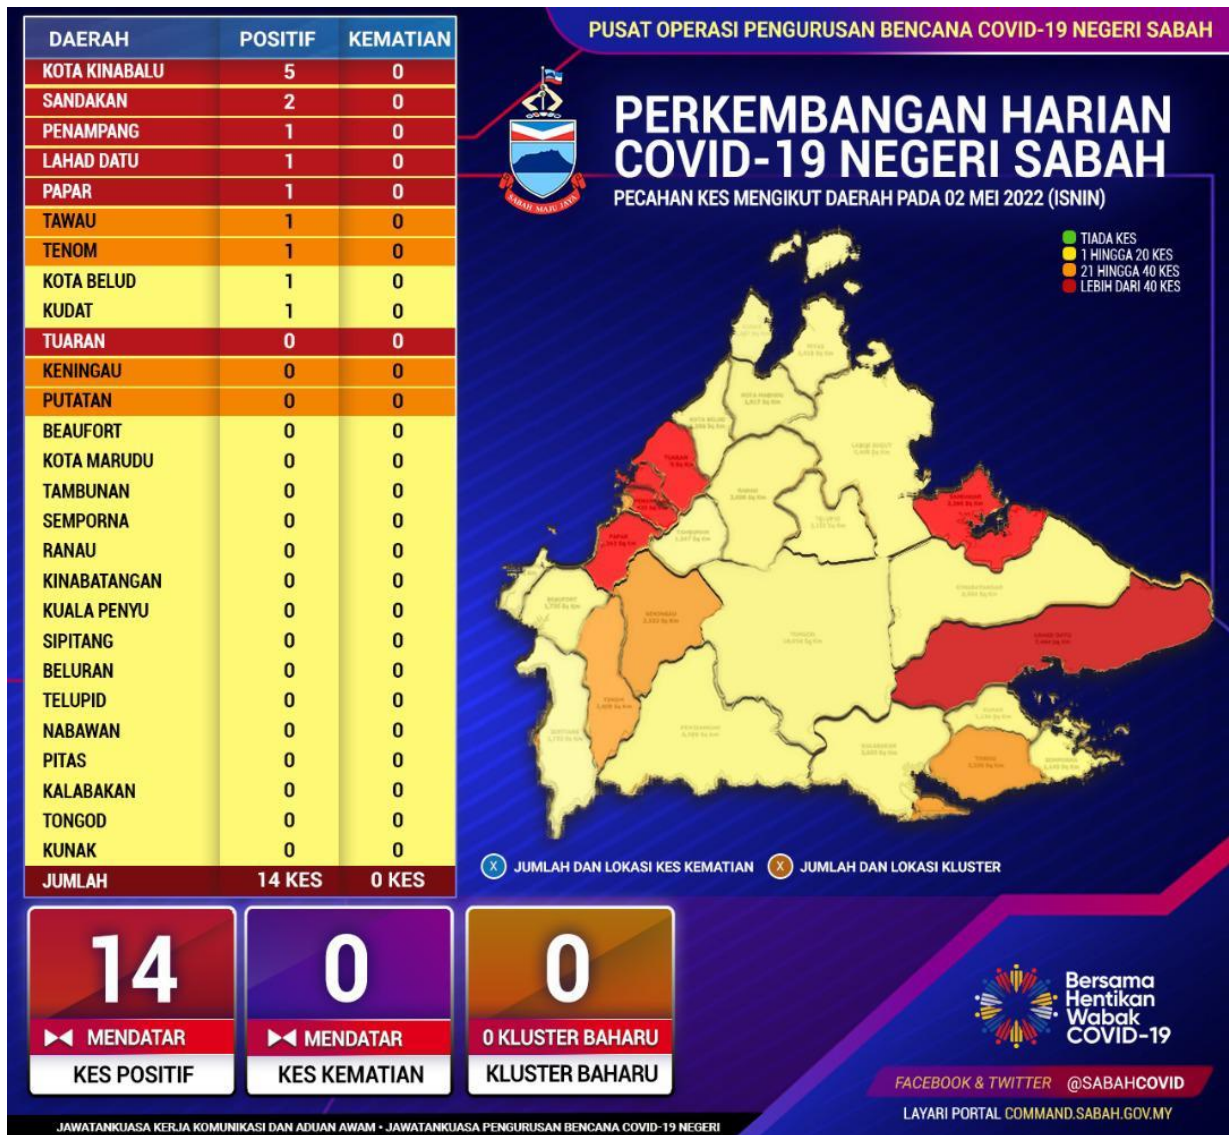 DAERAH POSITIF KEMATIAN
KOTA KINABALU 5 0
SANDAKAN 2 0
PENAMPANG 1 0
LAHAD DATU 1 0
PAPAR 1 0
TAWAU 1 0
TENOM 1 0
KOTA BELUD 1 0
KUDAT 1 0
TUARAN 0 0
KENINGAU 0 0
PUTATAN 0 0
BEAUFORT 0 0
KOTA MARUDU 0 0
TAMBUNAN 0 0
SEMPORNA 0 0
RANAU 0 0
KINABATANGAN 0 0
KUALA PENYU 0 0
SIPITANG 0 0
BELURAN 0 0
TELUPID 0 0
NABAWAN 0 0
PITAS 0 0
KALABAKAN 0 0
TONGOD 0 0
KUNAK 0 0
JUMLAH 14 KES 0 KES
PUSAT OPERASI PENGURUSAN BENCANA COVID-19 NEGERI SABAH
SABAH MAJU JAYA
PERKEMBANGAN HARIAN
COVID-19 NEGERI SABAH
PECAHAN KES MENGIKUT DAERAH PADA 02 MEI 2022 (ISNIN)
TIADA KES
1 HINGGA 20 KES
21 HINGGA 40 KES
LEBIH DARI 40 KES
X JUMLAH DAN LOKASI KES KEMATIAN
X JUMLAH DAN LOKASI KLUSTER
14
MENDATAR
KES POSITIF
0
MENDATAR
KES KEMATIAN
0
0 KLUSTER BAHARU
KLUSTER BAHARU
Bersama
Hentikan
Wabak
COVID-19
FACEBOOK & TWITTER @SABAHCOVID
LAYARI PORTAL COMMAND.SABAH.GOV.MY
JAWATANKUASA KERJA KOMUNIKASI DAN ADUAN AWAM • JAWATANKUASA PENGURUSAN BENCANA COVID-19 NEGERI